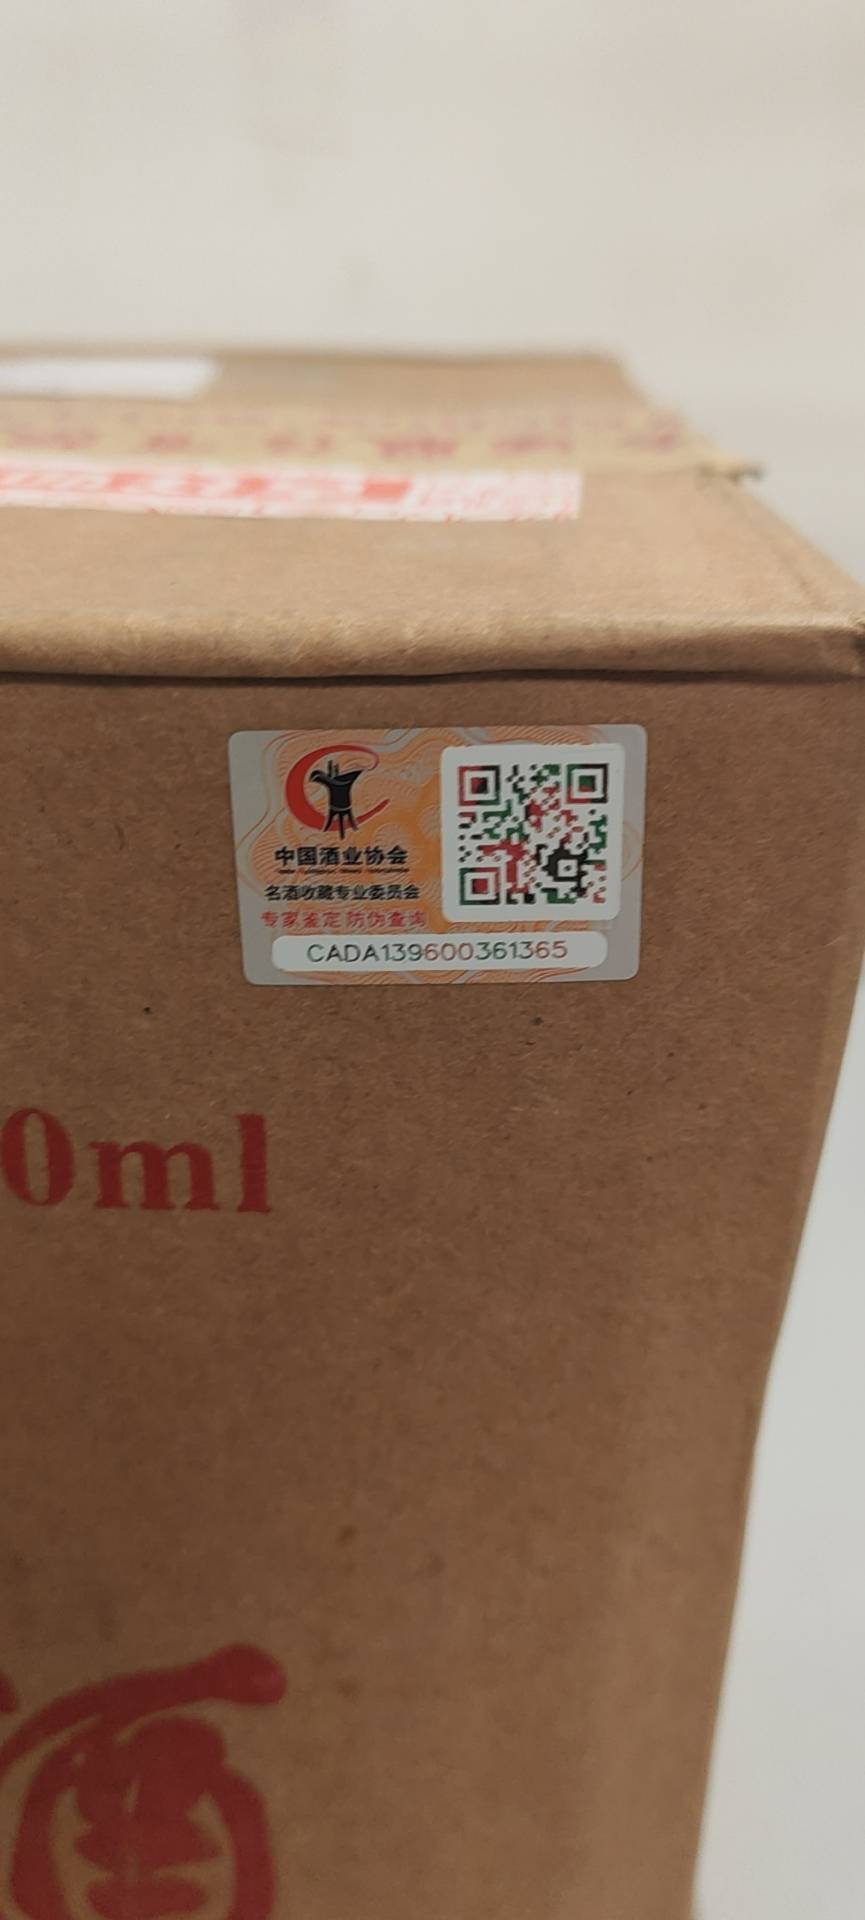 中国酒业协会
名酒收藏专业委员会
专家鉴定 防伪查询
CADA139600361365
0ml
酒